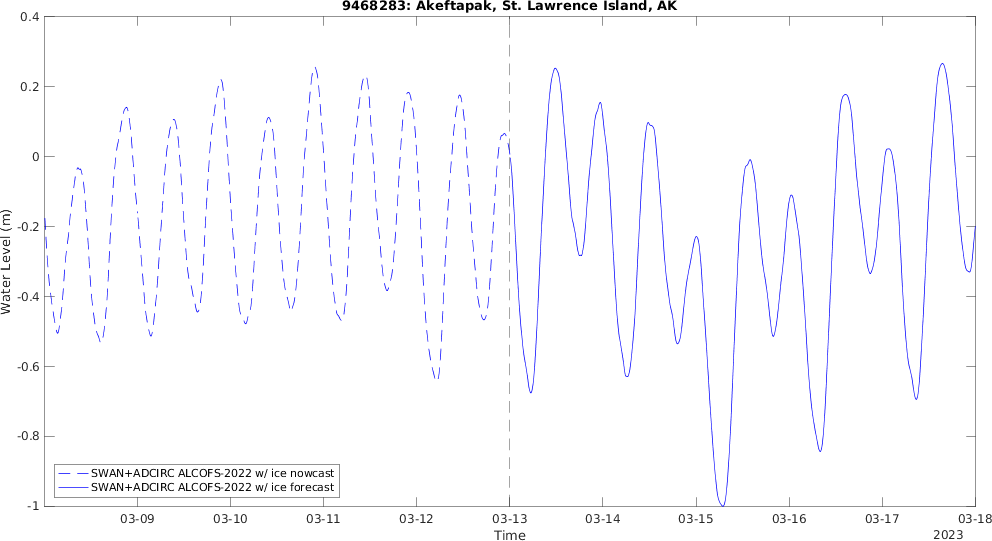 9468283: Akeftapak, St. Lawrence Island, AK
0.4
0.2
0
-0.2
-0.4
-0.6
-0.8
-1
Water Level (m)
SWAN+ADCIRC ALCOFS-2022 w/ ice nowcast
SWAN+ADCIRC ALCOFS-2022 w/ ice forecast
03-09 03-10 03-11 03-12 03-13 03-14 03-15 03-16 03-17 03-18
Time
2023